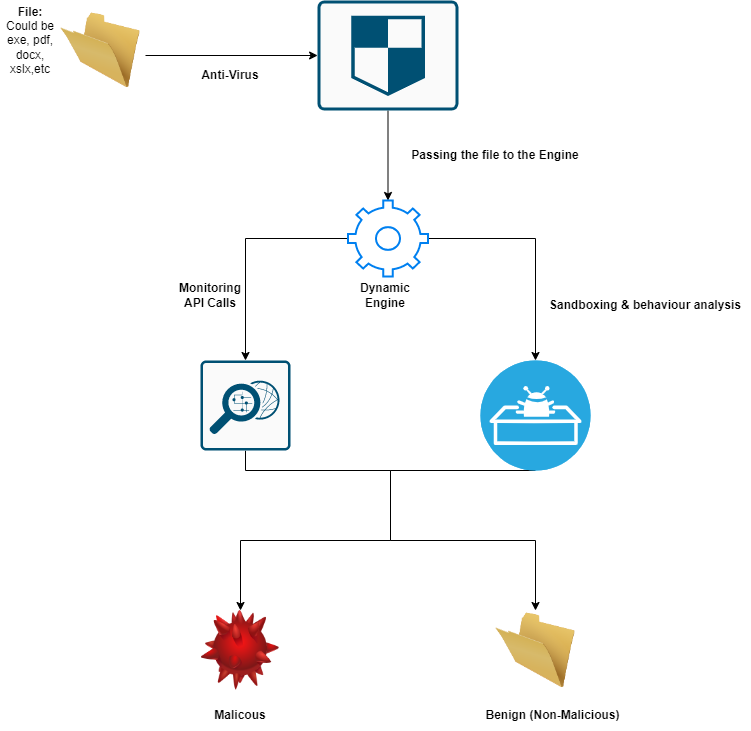 File:
Could be
exe, pdf,
docx,
xslx,etc
Anti-Virus
Passing the file to the Engine
Monitoring
API Calls
Dynamic
Engine
Sandboxing & behaviour analysis
Malicous
Benign (Non-Malicious)